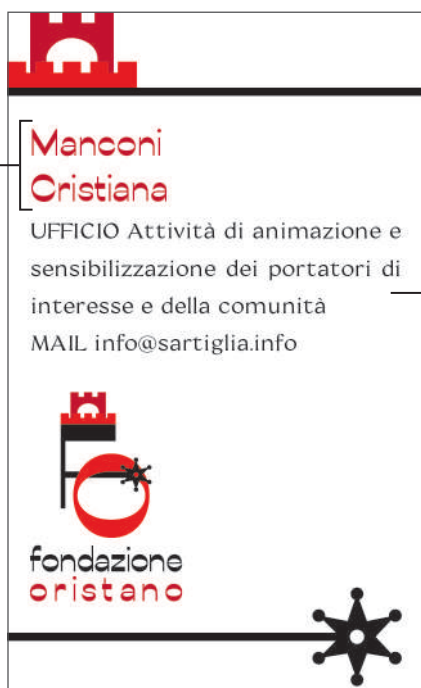 Manconi
Cristiana
UFFICIO Attività di animazione e
sensibilizzazione dei portatori di
interesse e della comunità
MAIL info@sartiglia.info
fondazione
oristano